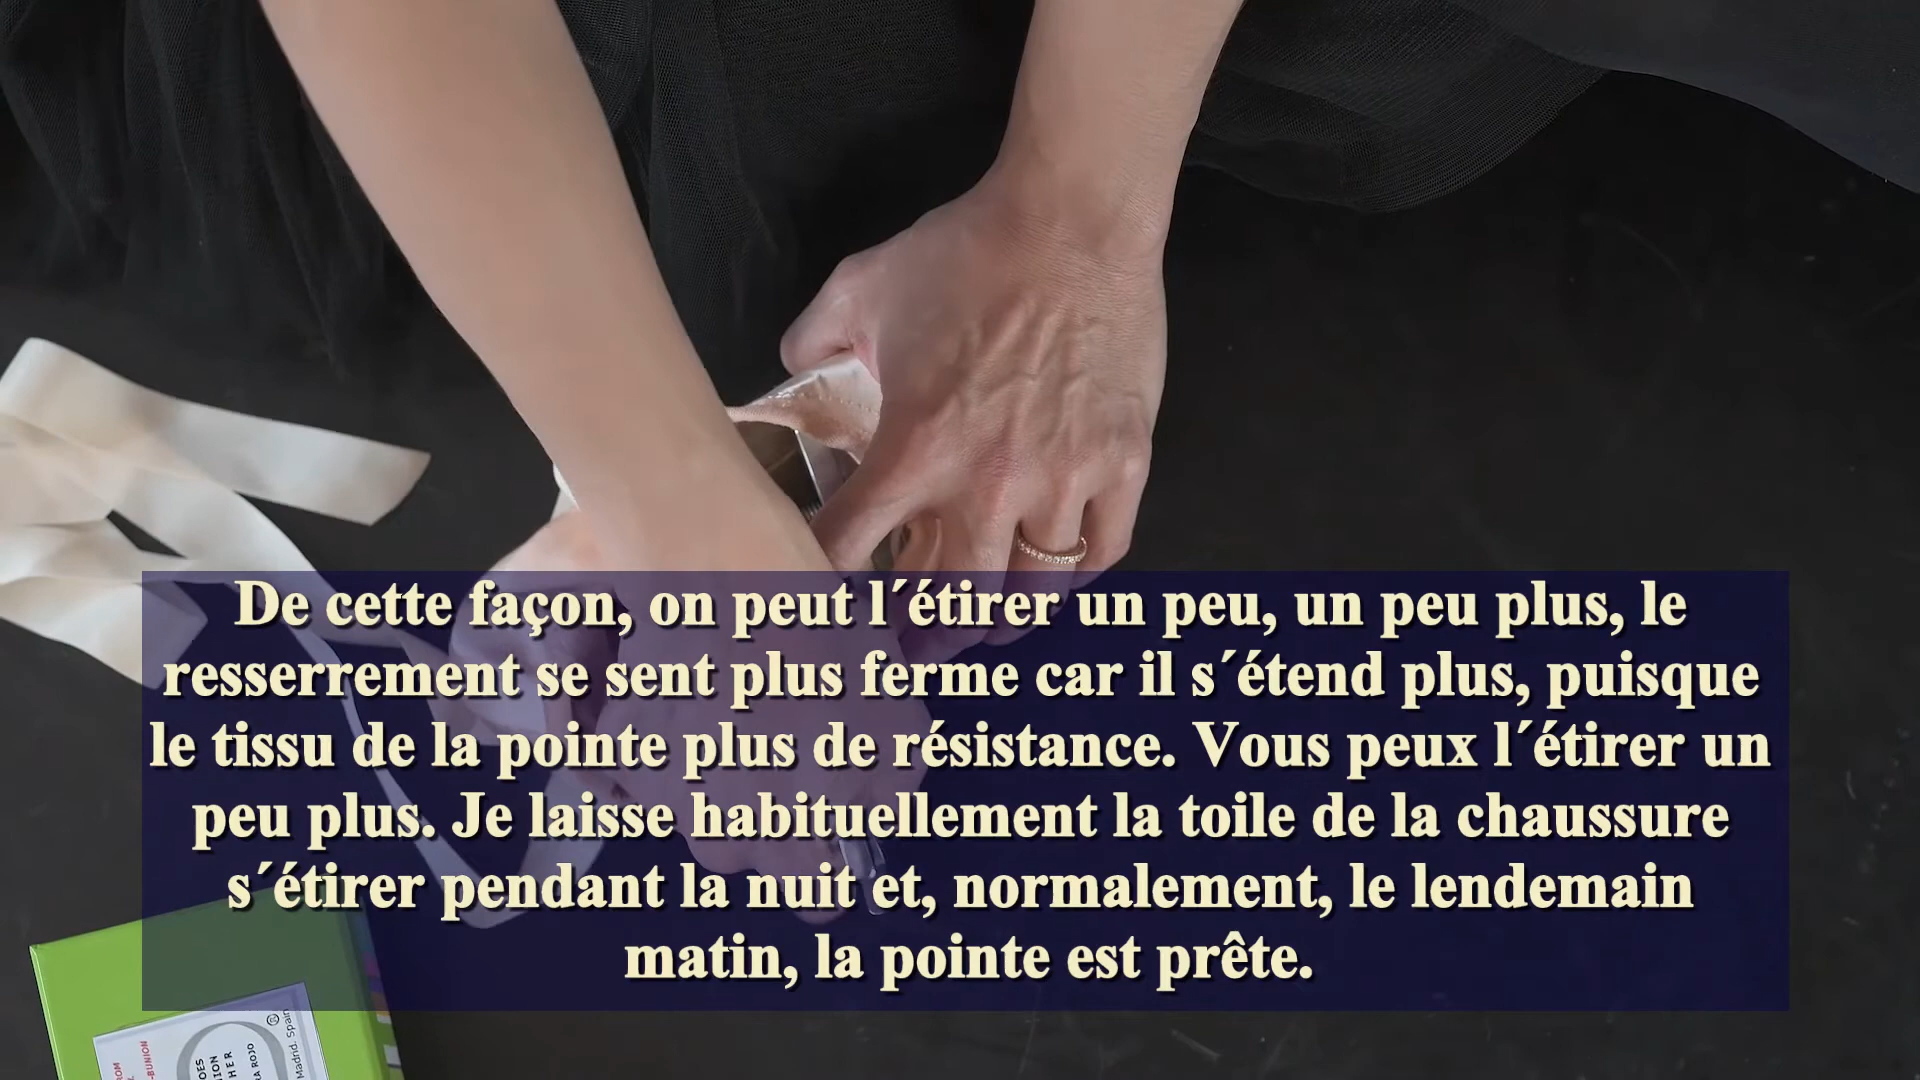 De cette façon, on peut l´étirer un peu, un peu plus, le
resserrement se sent plus ferme car il s´étend plus, puisque
le tissu de la pointe plus de résistance. Vous peux l´étirer un
peu plus. Je laisse habituellement la toile de la chaussure
s´étirer pendant la nuit et, normalement, le lendemain
matin, la pointe est prête.
Madrid. Spain